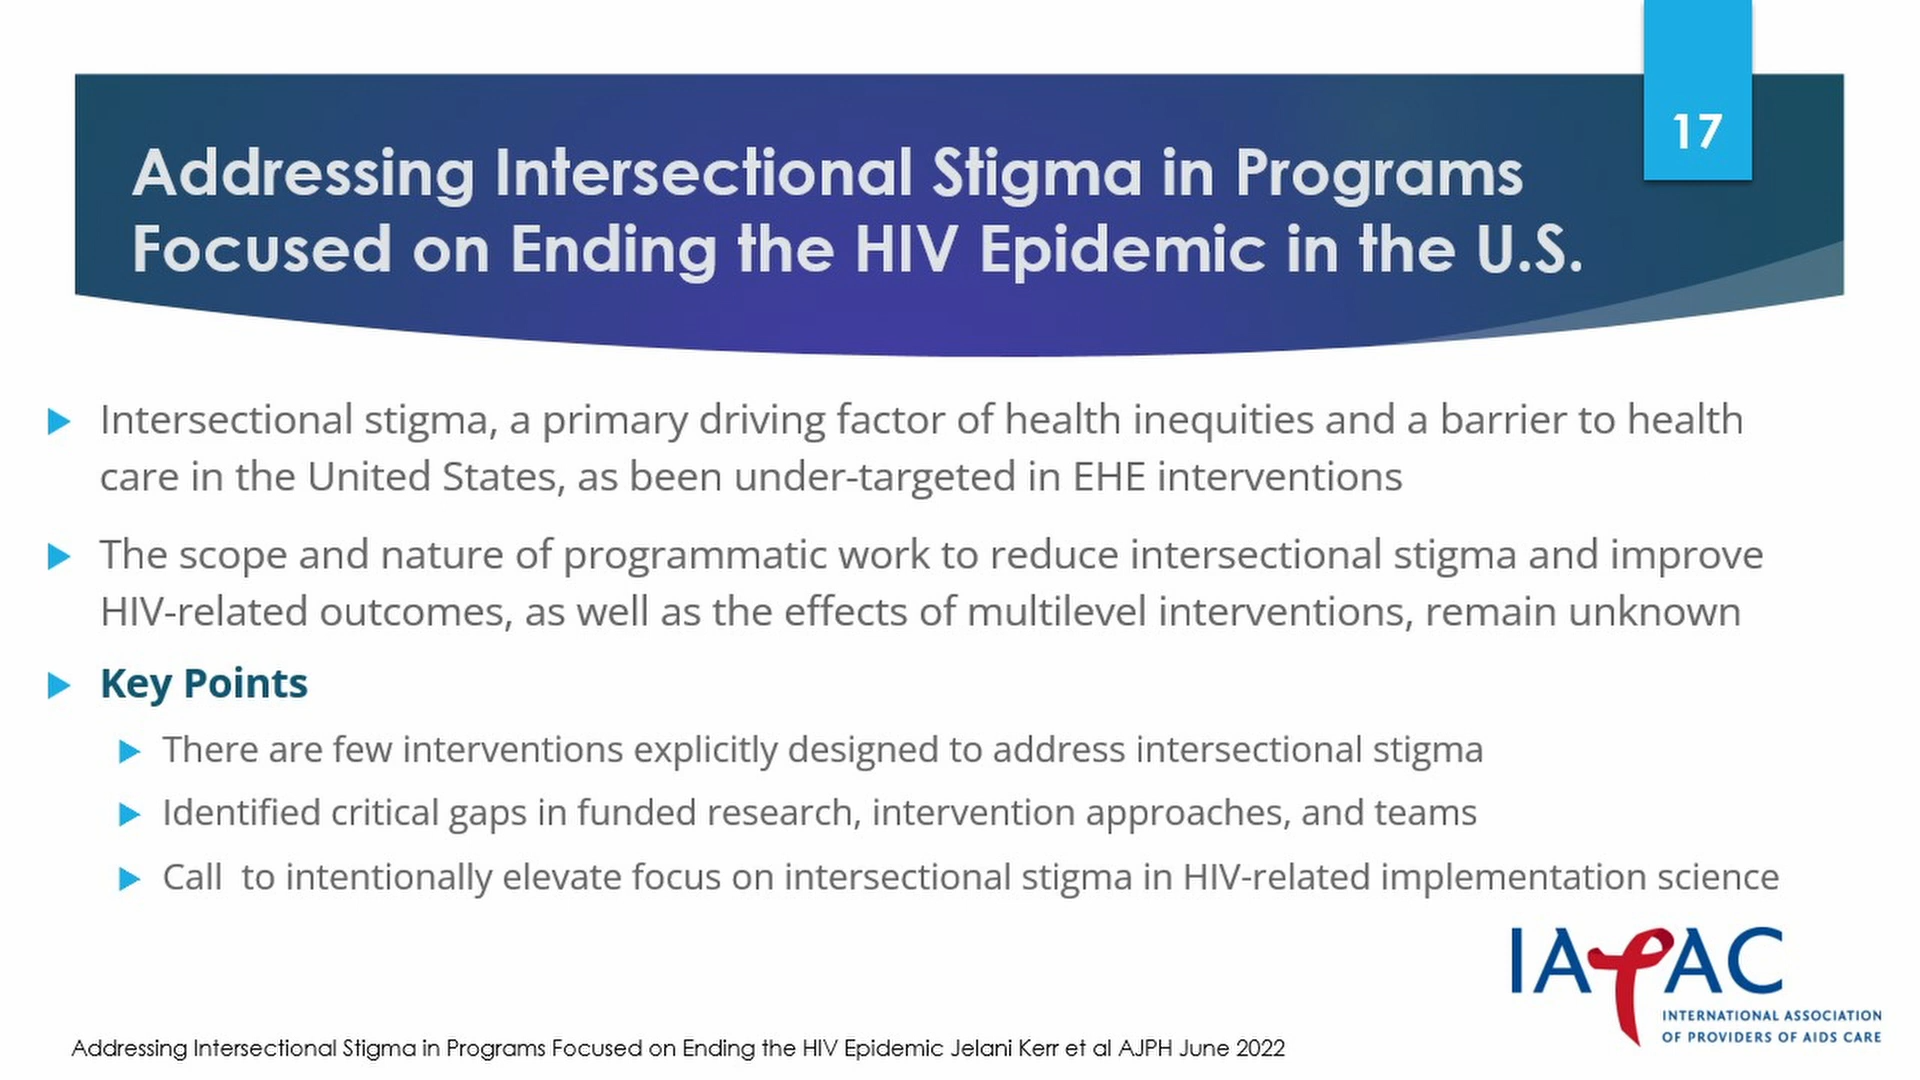 17
Addressing Intersectional Stigma in Programs
Focused on Ending the HIV Epidemic in the U.S.
Intersectional stigma, a primary driving factor of health inequities and a barrier to health
care in the United States, as been under-targeted in EHE interventions
The scope and nature of programmatic work to reduce intersectional stigma and improve
HIV-related outcomes, as well as the effects of multilevel interventions, remain unknown
Key Points
There are few interventions explicitly designed to address intersectional stigma
Identified critical gaps in funded research, intervention approaches, and teams
Call  to intentionally elevate focus on intersectional stigma in HIV-related implementation science
IAPAC
INTERNATIONAL ASSOCIATION
OF PROVIDERS OF AIDS CARE
Addressing Intersectional Stigma in Programs Focused on Ending the HIV Epidemic Jelani Kerr et al AJPH June 2022